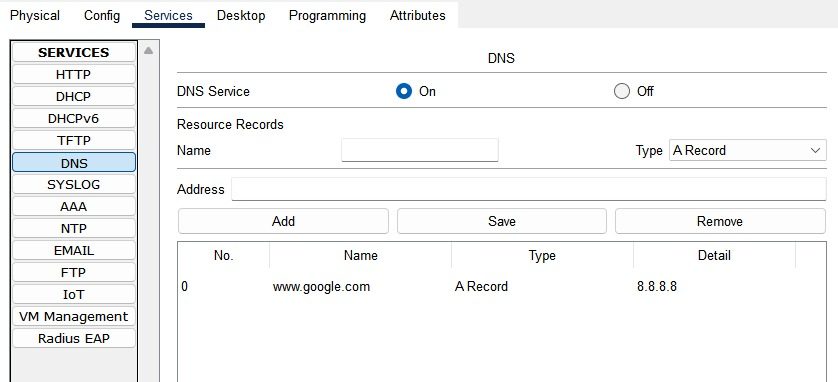 Physical Config Services Desktop Programming Attributes
SERVICES
HTTP
DHCP
DHCPv6
TFTP
DNS
SYSLOG
AAA
NTP
EMAIL
FTP
IoT
VM Management
Radius EAP
DNS
DNS Service On Off
Resource Records
Name Type A Record
Address
Add Save Remove
No. Name Type Detail
0 www.google.com A Record 8.8.8.8